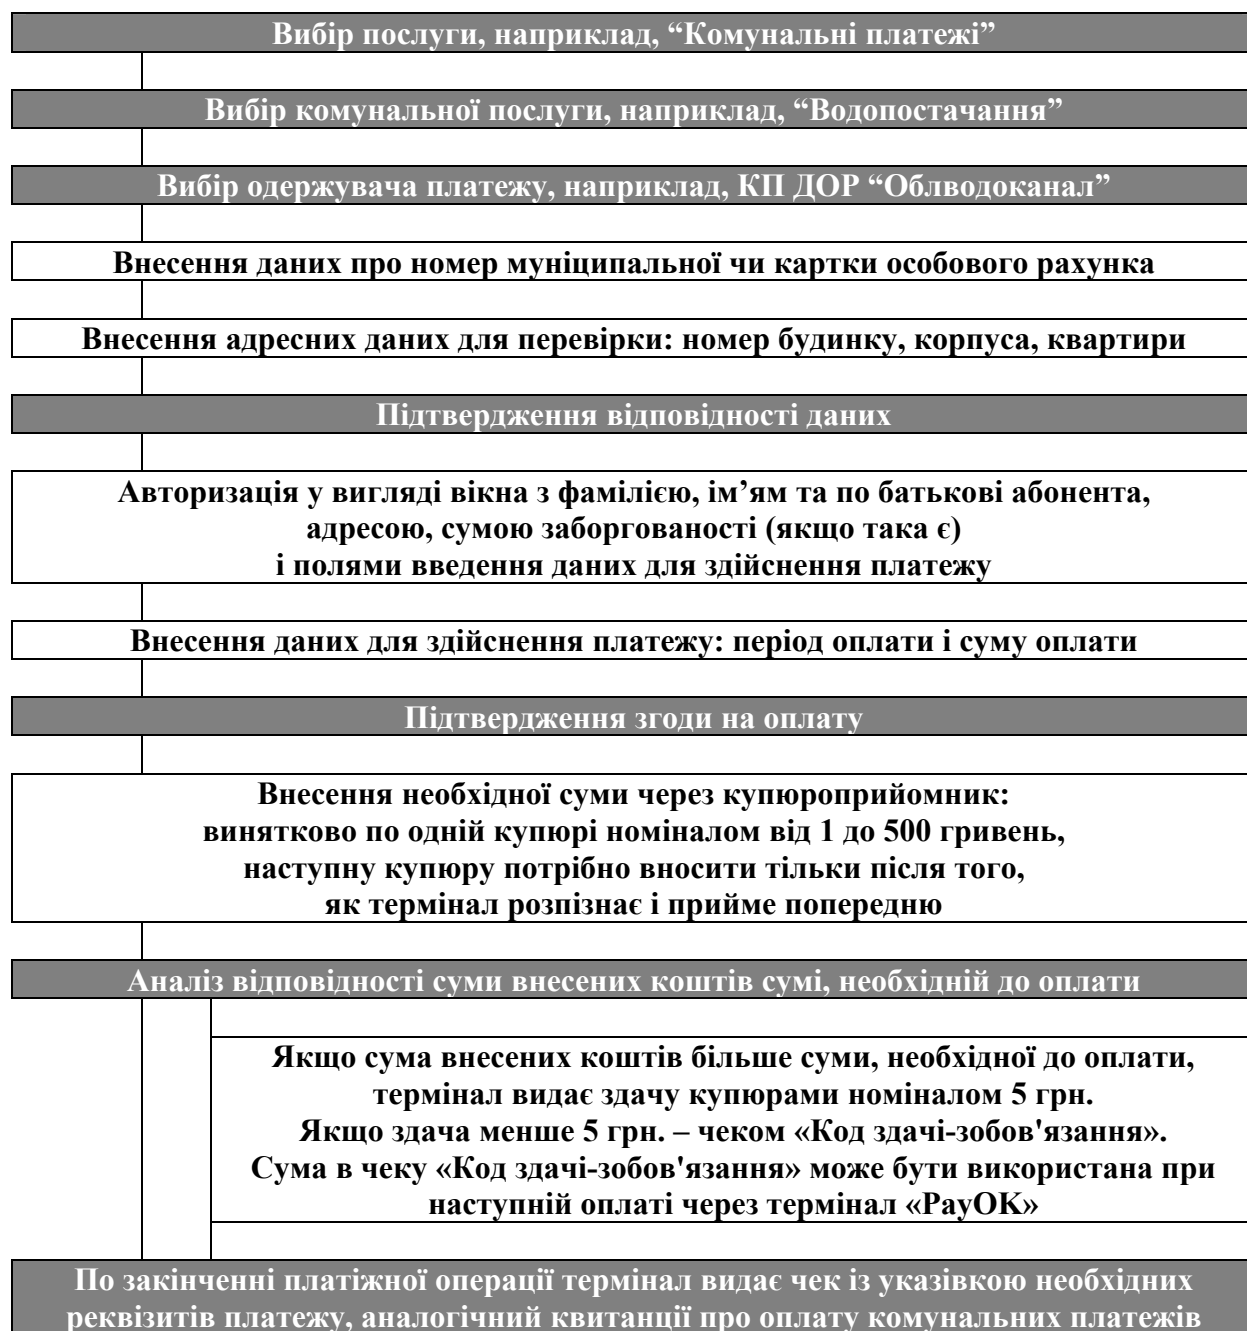 Вибір послуги, наприклад, “Комунальні платежі”
Вибір комунальної послуги, наприклад, “Водопостачання”
Вибір одержувача платежу, наприклад, КП ДОР “Облводоканал”
Внесення даних про номер муніципальної чи картки особового рахунка
Внесення адресних даних для перевірки: номер будинку, корпуса, квартири
Підтвердження відповідності даних
Авторизація у вигляді вікна з фамілією, ім’ям та по батькові абонента,
адресою, сумою заборгованості (якщо така є)
і полями введення даних для здійснення платежу
Внесення даних для здійснення платежу: період оплати і суму оплати
Підтвердження згоди на оплату
Внесення необхідної суми через купюроприйомник:
винятково по одній купюрі номіналом від 1 до 500 гривень,
наступну купюру потрібно вносити тільки після того,
як термінал розпізнає і прийме попередню
Аналіз відповідності суми внесених коштів сумі, необхідній до оплати
Якщо сума внесених коштів більше суми, необхідної до оплати,
термінал видає здачу купюрами номіналом 5 грн.
Якщо здача менше 5 грн. – чеком «Код здачі-зобов'язання».
Сума в чеку «Код здачі-зобов'язання» може бути використана при
наступній оплаті через термінал «PayOK»
По закінченні платіжної операції термінал видає чек із указівкою необхідних
реквізитів платежу, аналогічний квитанції про оплату комунальних платежів